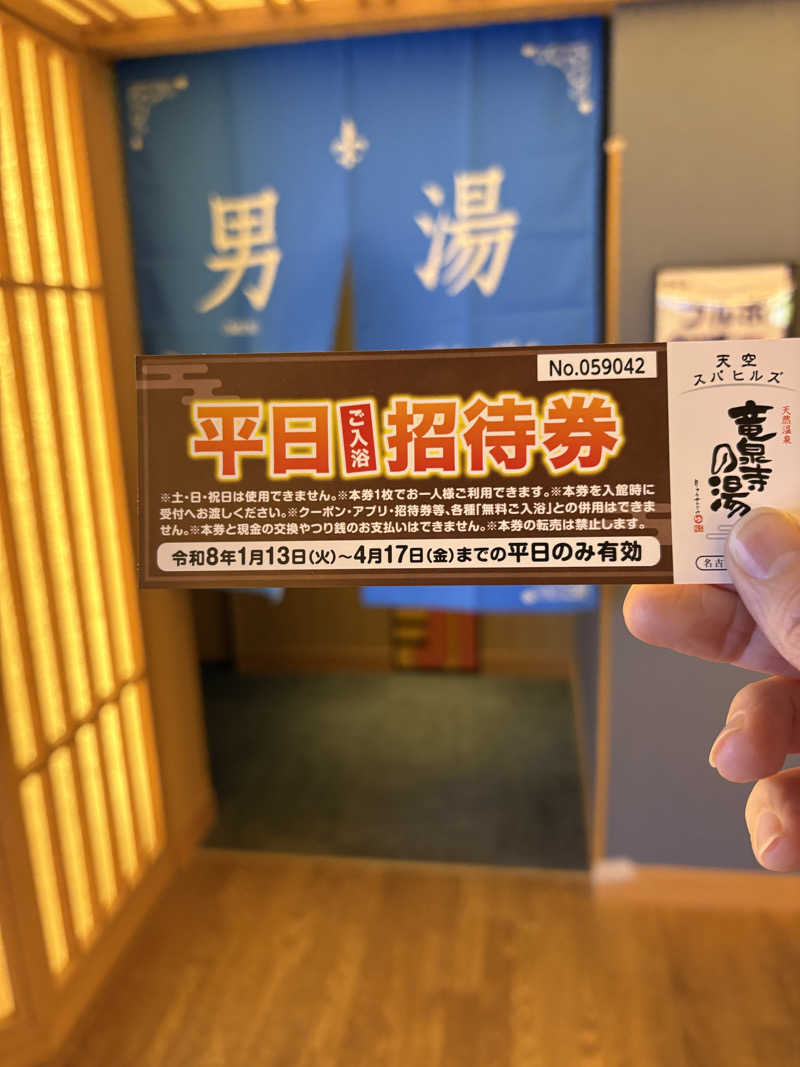 男 湯
No.059042
平日ご入浴招待券
※土・日・祝日は使用できません。※本券1枚でお一人様ご利用できます。※本券を入館時に
受付へお渡しください。※クーポン・アプリ・招待券等、各種「無料ご入浴」との併用はできま
せん。※本券と現金の交換やつり銭のお支払いはできません。※本券の転売は禁止します。
令和8年1月13日(火)〜4月17日(金)までの平日のみ有効
天空
スパヒルズ
天然温泉
竜泉寺
の湯
名古